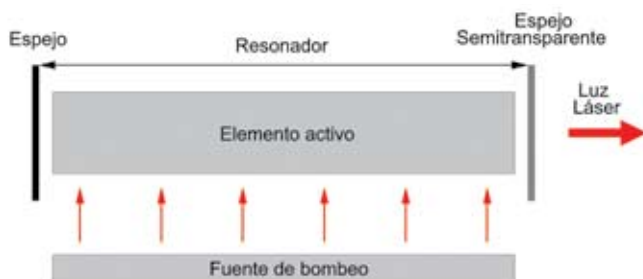 Espejo
Resonador
Espejo
Semitransparente
Luz
Láser
Elemento activo
Fuente de bombeo